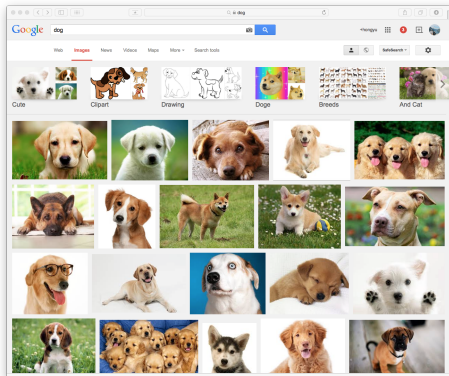 dog
Google
dog
+hongyu
Web Images News Videos Maps More Search tools
SafeSearch
Cute Clipart Drawing Doge Breeds And Cat